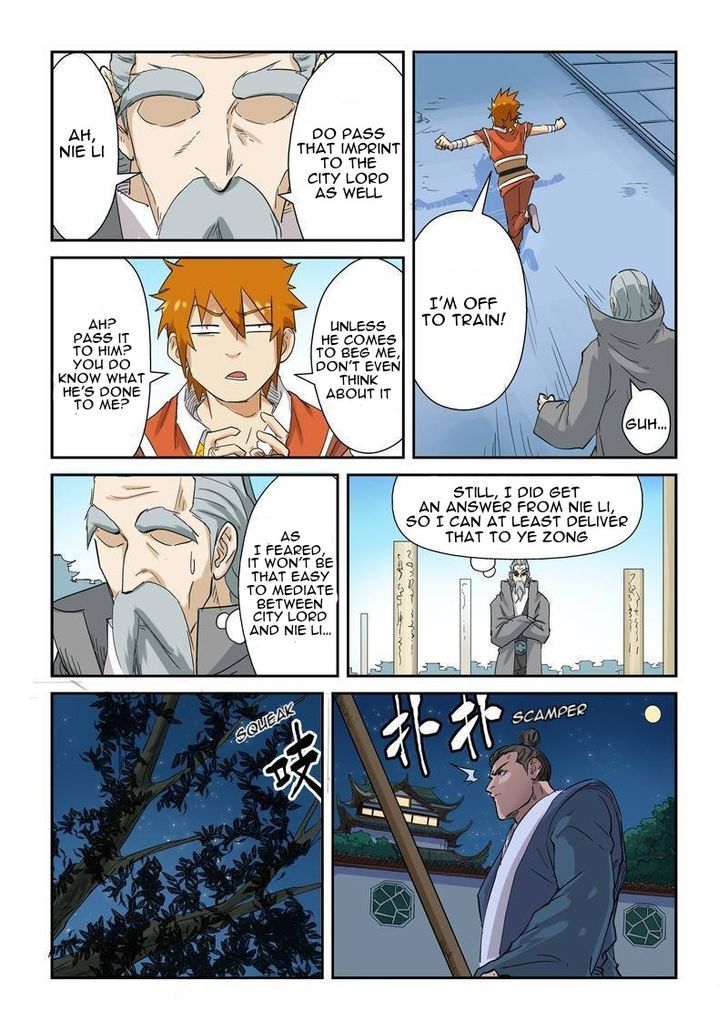 AH,
NIE LI
DO PASS
THAT IMPRINT
TO THE
CITY LORD
AS WELL
AH?
PASS IT
TO HIM?
YOU DO
KNOW WHAT
HE'S DONE
TO ME?
UNLESS
HE COMES
TO BEG ME,
DON'T EVEN
THINK
ABOUT IT
I'M OFF
TO TRAIN!
GUH...
AS
I FEARED,
IT WON'T BE
THAT EASY
TO MEDIATE
BETWEEN
CITY LORD
AND NIE LI...
STILL, I DID GET
AN ANSWER FROM NIE LI,
SO I CAN AT LEAST DELIVER
THAT TO YE ZONG
SQUEAK
吱
扑扑
SCAMPER